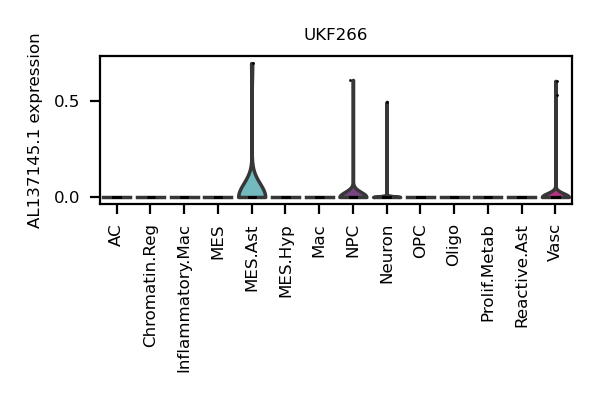 UKF266
AL137145.1 expression
0.5
0.0
AC
Chromatin.Reg
Inflammatory.Mac
MES
MES.Ast
MES.Hyp
Mac
NPC
Neuron
OPC
Oligo
Prolif.Metab
Reactive.Ast
Vasc